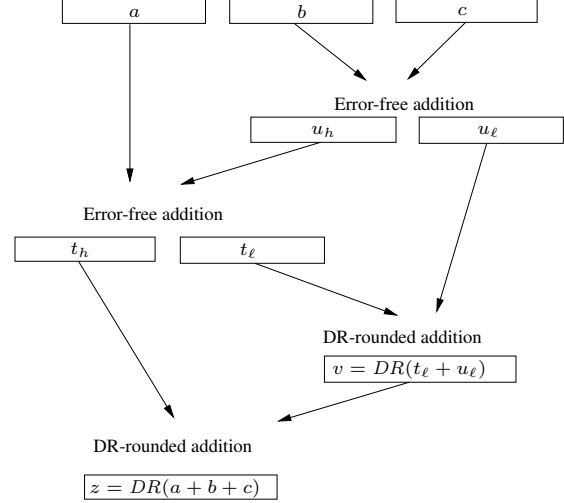 a b c
Error-free addition
u_h u_ℓ
Error-free addition
t_h t_ℓ
DR-rounded addition
v = DR(t_ℓ + u_ℓ)
DR-rounded addition
z = DR(a + b + c)